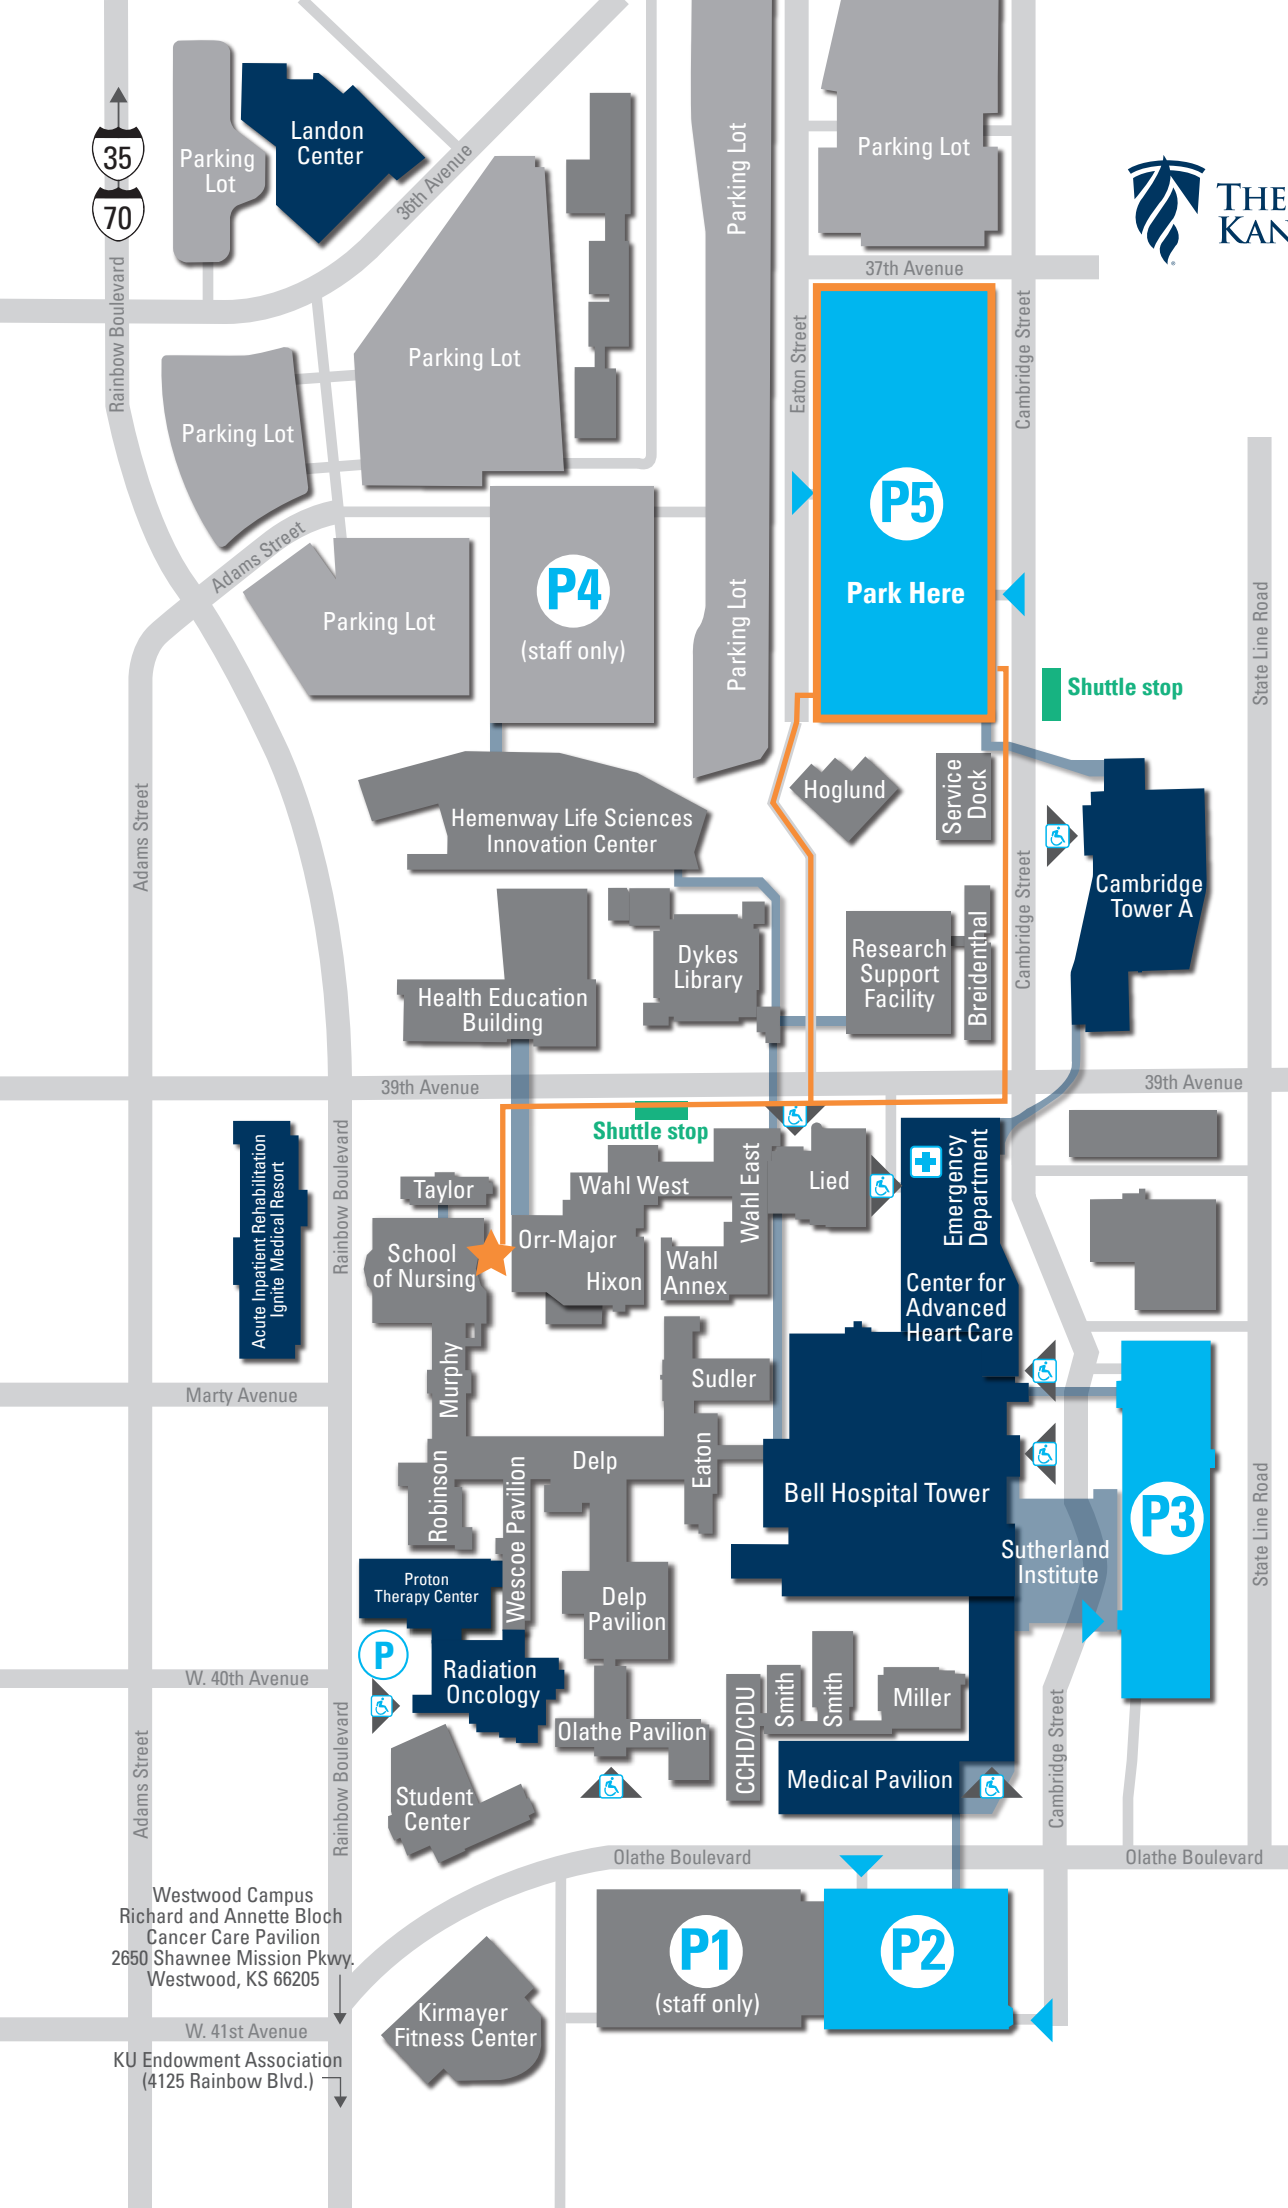 35
70
Parking
Lot
Landon
Center
36th Avenue
Parking Lot
Parking Lot
THE
KAN
37th Avenue
Rainbow Boulevard
Eaton Street
Cambridge Street
Parking Lot
Parking Lot
P5
Park Here
Adams Street
P4
(staff only)
Parking Lot
Parking Lot
State Line Road
Shuttle stop
Hoglund
Service
Dock
Hemenway Life Sciences
Innovation Center
Adams Street
Cambridge Street
Cambridge
Tower A
Dykes
Library
Research
Support
Facility
Breidenthal
Health Education
Building
39th Avenue
39th Avenue
Shuttle stop
Acute Inpatient Rehabilitation
Ignite Medical Resort
Rainbow Boulevard
Taylor
Wahl West
Wahl East
Lied
Emergency
Department
School
of Nursing
Orr-Major
Hixon
Wahl
Annex
Center for
Advanced
Heart Care
Marty Avenue
Murphy
Sudler
Robinson
Delp
Eaton
Bell Hospital Tower
P3
State Line Road
Wescoe Pavilion
Sutherland
Institute
Proton
Therapy Center
Delp
Pavilion
P
W. 40th Avenue
Radiation
Oncology
CCHD/CDU
Smith
Smith
Miller
Olathe Pavilion
Cambridge Street
Adams Street
Rainbow Boulevard
Student
Center
Medical Pavilion
Olathe Boulevard
Olathe Boulevard
Westwood Campus
Richard and Annette Bloch
Cancer Care Pavilion
2650 Shawnee Mission Pkwy.
Westwood, KS 66205
P1
(staff only)
P2
Kirmayer
Fitness Center
W. 41st Avenue
KU Endowment Association
(4125 Rainbow Blvd.)